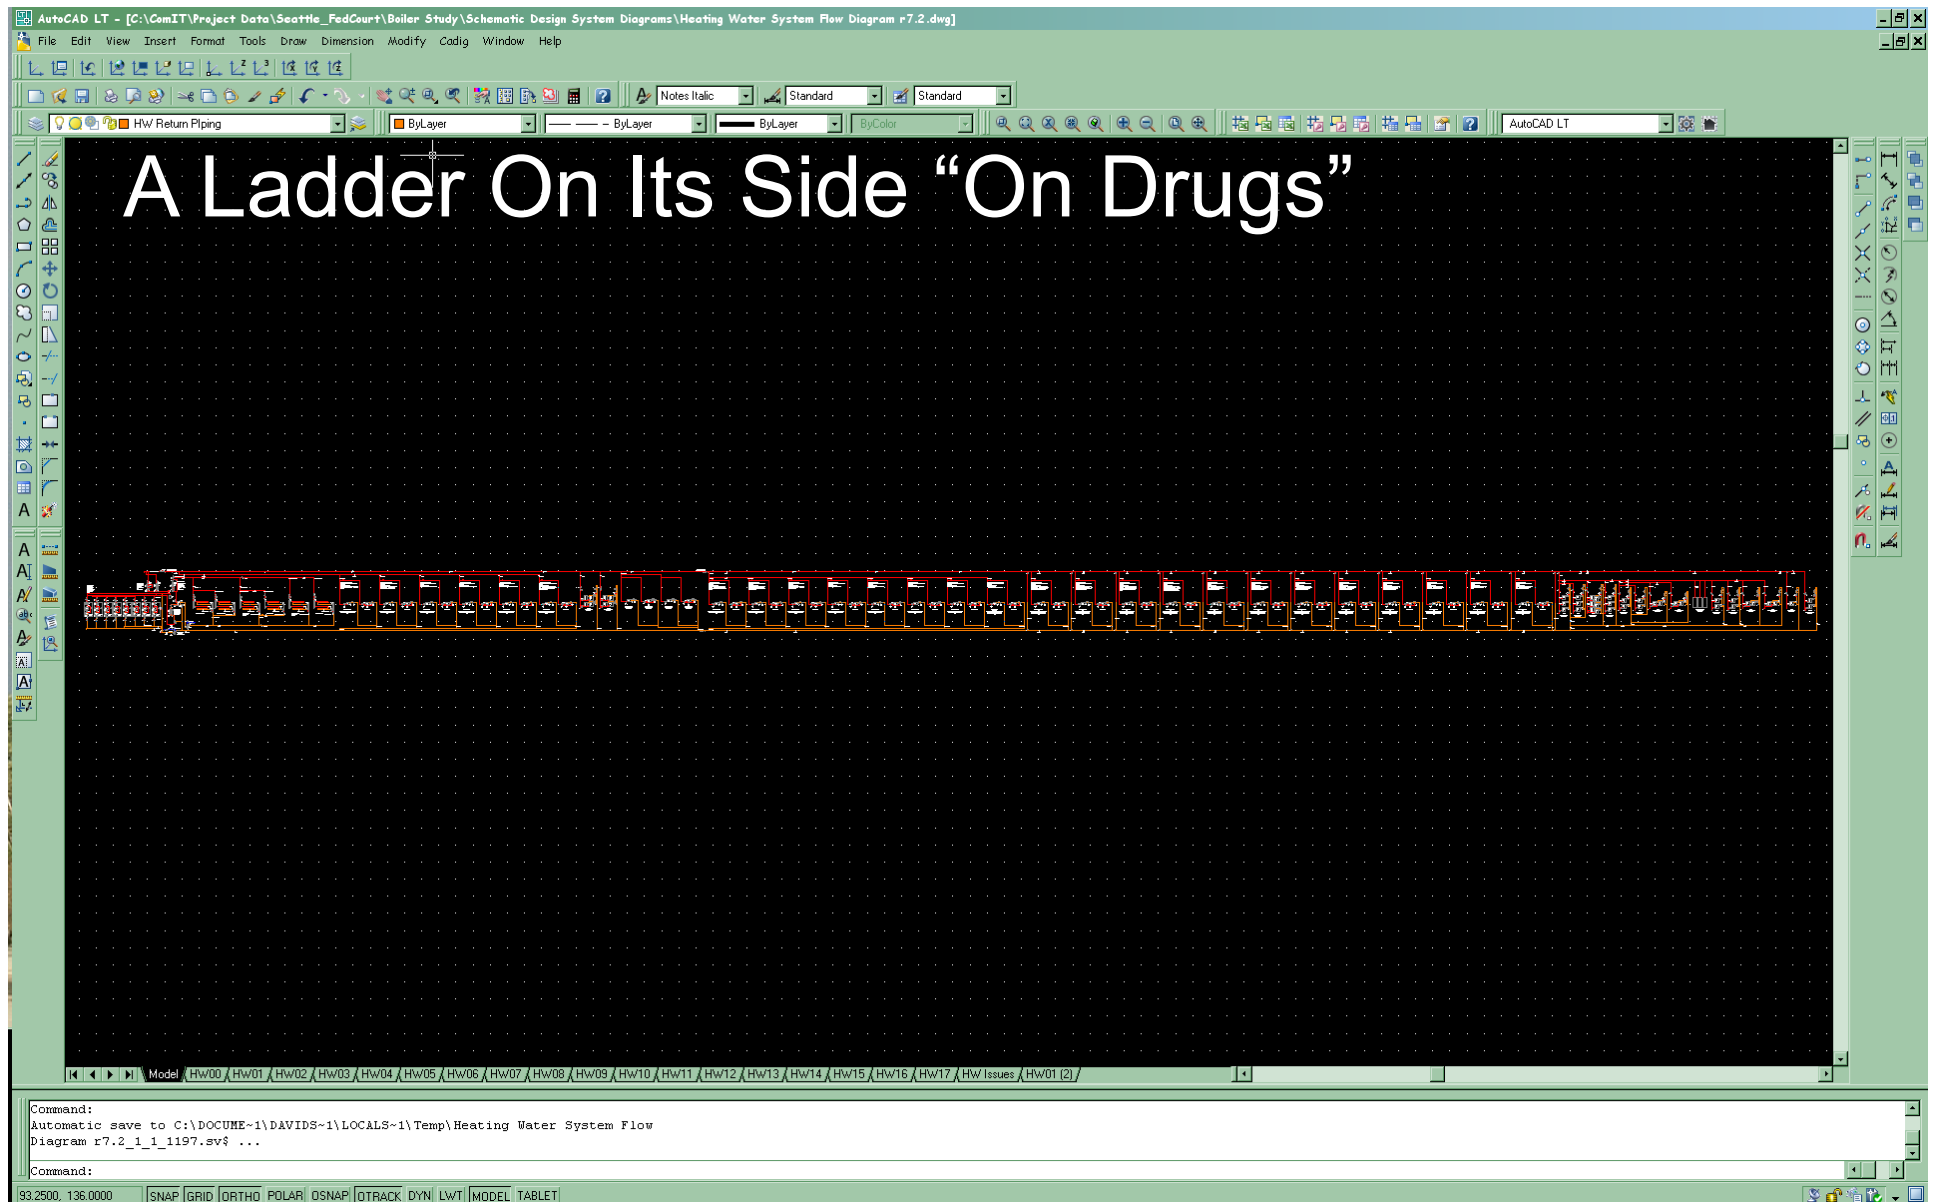 AutoCAD LT - [C:\ComIT\Project Data\Seattle_FedCourt\Boiler Study\Schematic Design System Diagrams\Heating Water System Flow Diagram r7.2.dwg]
File Edit View Insert Format Tools Draw Dimension Modify Cadig Window Help
Notes Italic Standard Standard
HW Return PIping ByLayer ByLayer ByLayer ByColor AutoCAD LT
A Ladder On Its Side “On Drugs”
Model HW00 HW01 HW02 HW03 HW04 HW05 HW06 HW07 HW08 HW09 HW10 HW11 HW12 HW13 HW14 HW15 HW16 HW17 HW Issues HW01 (2)
Command:
Automatic save to C:\DOCUME~1\DAVIDS~1\LOCALS~1\Temp\Heating Water System Flow
Diagram r7.2_1_1_1197.sv$ ...
Command:
93.2500, 136.0000 SNAP GRID ORTHO POLAR OSNAP OTRACK DYN LWT MODEL TABLET